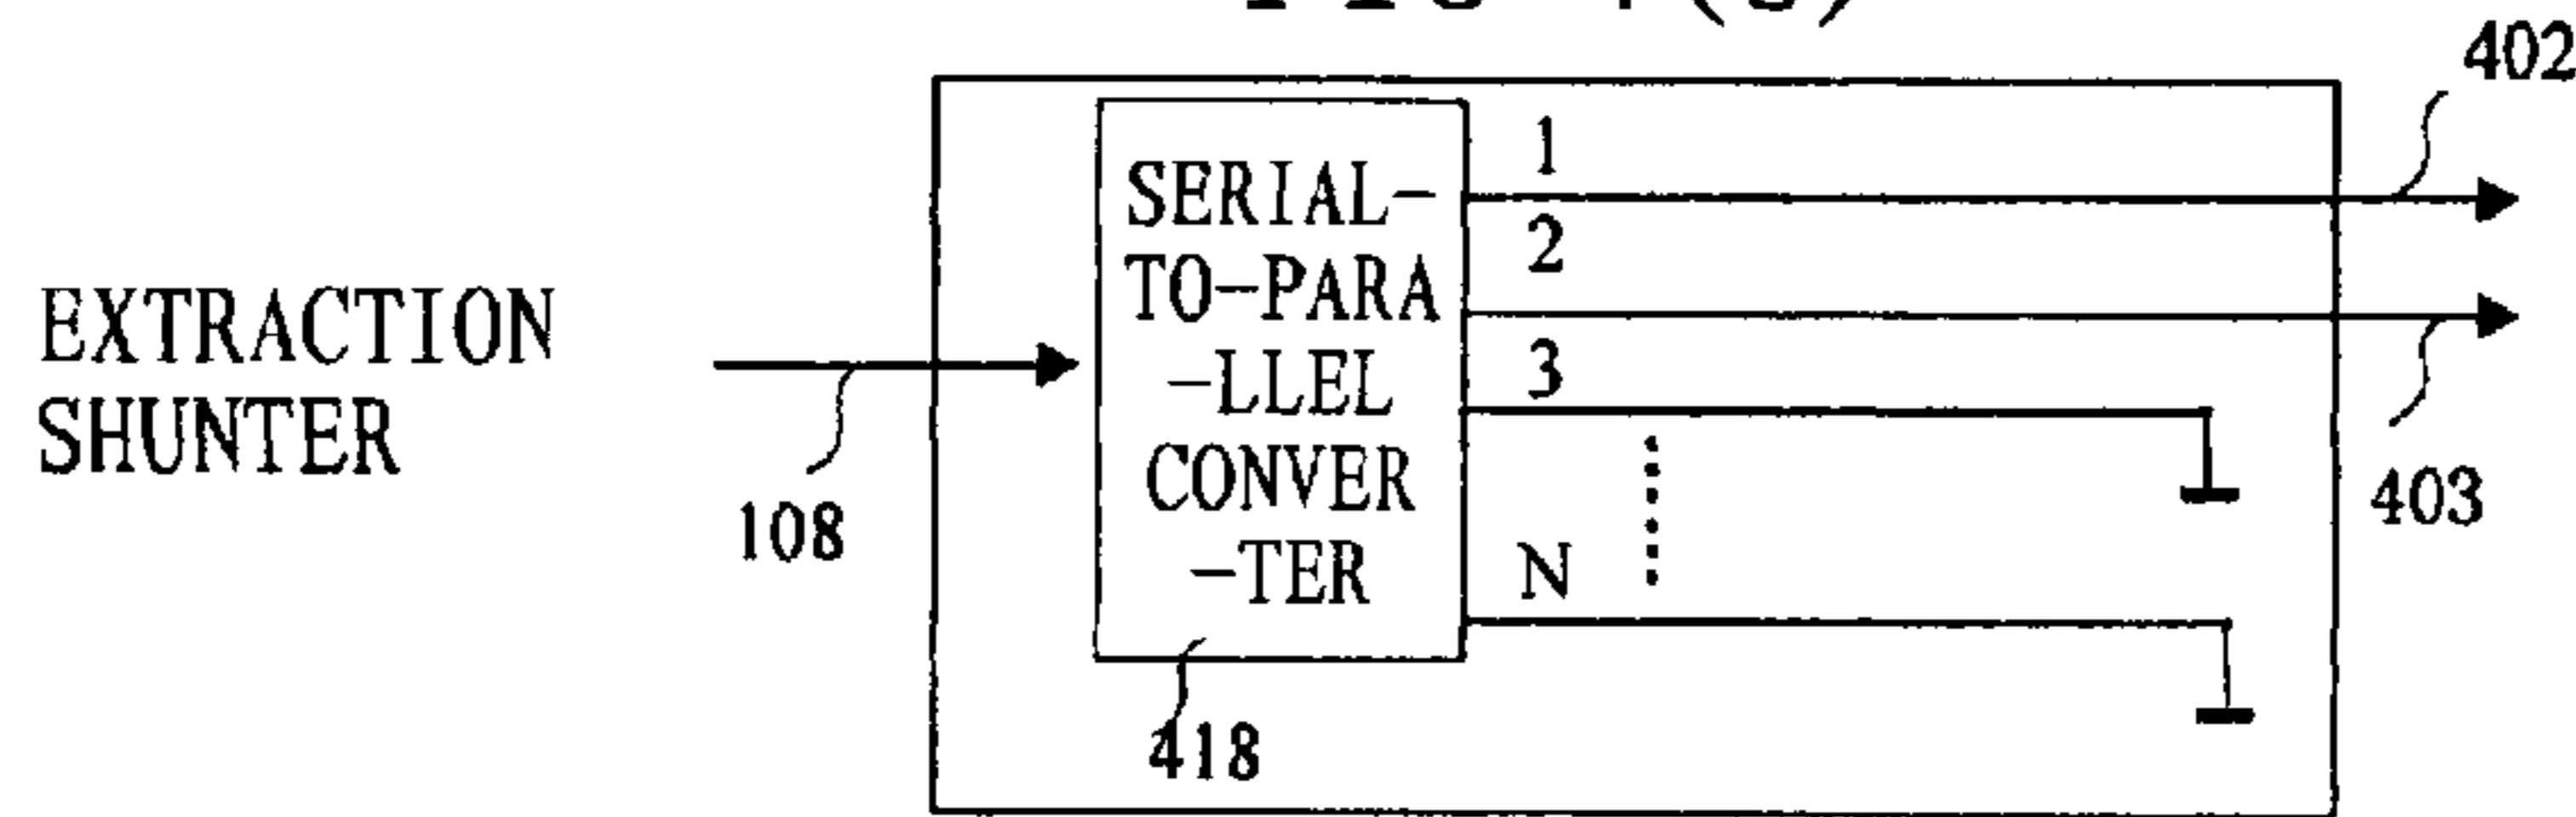 402
1
SERIAL-
2
TO-PARA
EXTRACTION
-LLEL
3
SHUNTER
CONVER
403
108
-TER
N
418